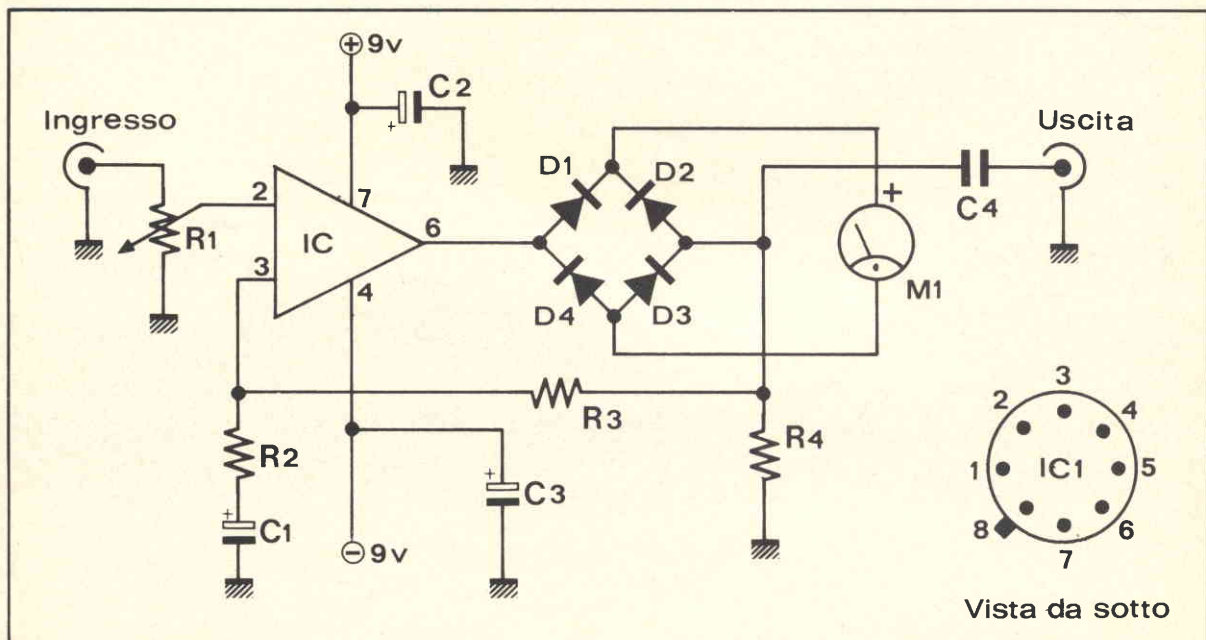 ⊕9v
C2
+
Ingresso
Uscita
D1
D2
2
7
6
R1
IC
3
4
C4
+
M1
D4
D3
R3
R2
R4
+
C1
+
C3
⊖9v
3
2
4
1
IC1
5
8
6
7
Vista da sotto